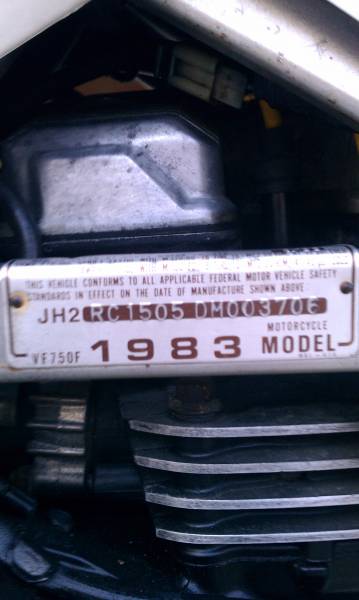 THIS VEHICLE CONFORMS TO ALL APPLICABLE FEDERAL MOTOR VEHICLE SAFETY
STANDARDS IN EFFECT ON THE DATE OF MANUFACTURE SHOWN ABOVE
JH2 RC1505 DM003706
MOTORCYCLE
VF750F 1983 MODEL